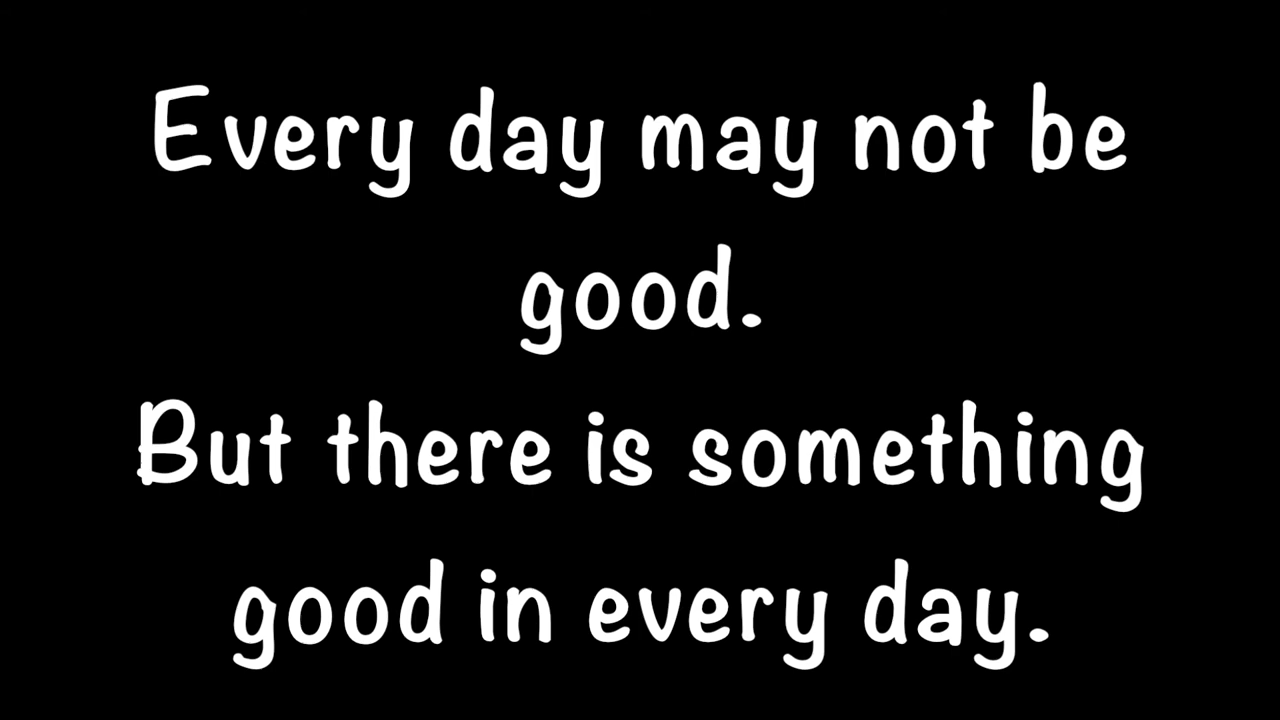 Every day may not be
good.
But there is something
good in every day.